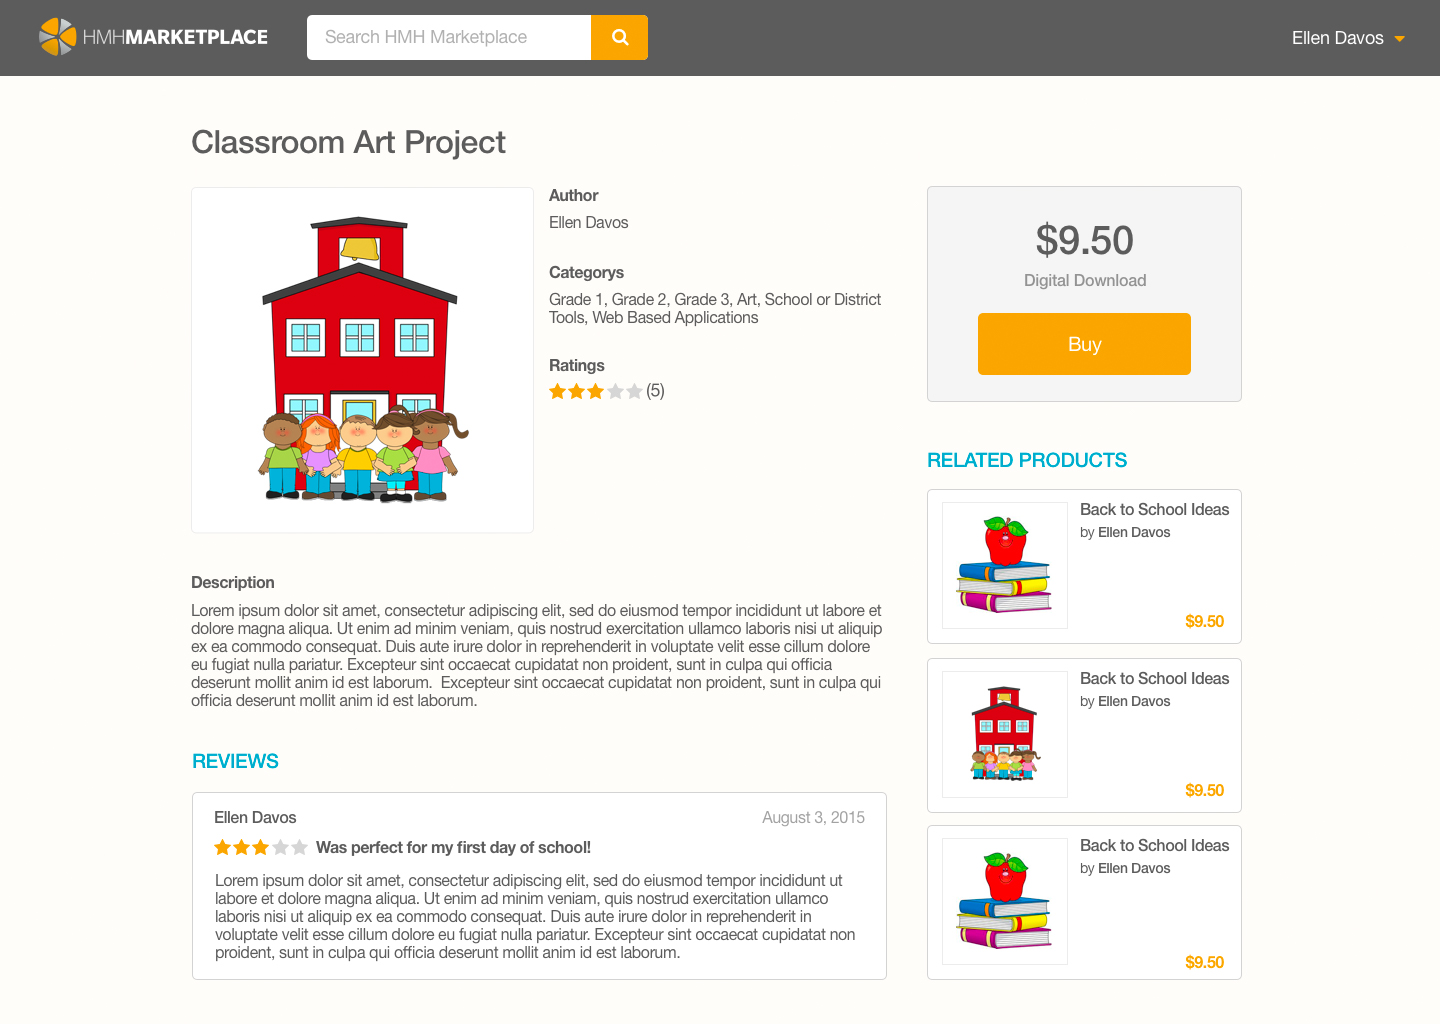 HMHMARKETPLACE
Search HMH Marketplace
Ellen Davos
Classroom Art Project
Author
Ellen Davos
Categorys
Grade 1, Grade 2, Grade 3, Art, School or District
Tools, Web Based Applications
Ratings
(5)
$9.50
Digital Download
Buy
Description
Lorem ipsum dolor sit amet, consectetur adipiscing elit, sed do eiusmod tempor incididunt ut labore et
dolore magna aliqua. Ut enim ad minim veniam, quis nostrud exercitation ullamco laboris nisi ut aliquip
ex ea commodo consequat. Duis aute irure dolor in reprehenderit in voluptate velit esse cillum dolore
eu fugiat nulla pariatur. Excepteur sint occaecat cupidatat non proident, sunt in culpa qui officia
deserunt mollit anim id est laborum.  Excepteur sint occaecat cupidatat non proident, sunt in culpa qui
officia deserunt mollit anim id est laborum.
REVIEWS
Ellen Davos
August 3, 2015
Was perfect for my first day of school!
Lorem ipsum dolor sit amet, consectetur adipiscing elit, sed do eiusmod tempor incididunt ut
labore et dolore magna aliqua. Ut enim ad minim veniam, quis nostrud exercitation ullamco
laboris nisi ut aliquip ex ea commodo consequat. Duis aute irure dolor in reprehenderit in
voluptate velit esse cillum dolore eu fugiat nulla pariatur. Excepteur sint occaecat cupidatat non
proident, sunt in culpa qui officia deserunt mollit anim id est laborum.
RELATED PRODUCTS
Back to School Ideas
by Ellen Davos
$9.50
Back to School Ideas
by Ellen Davos
$9.50
Back to School Ideas
by Ellen Davos
$9.50